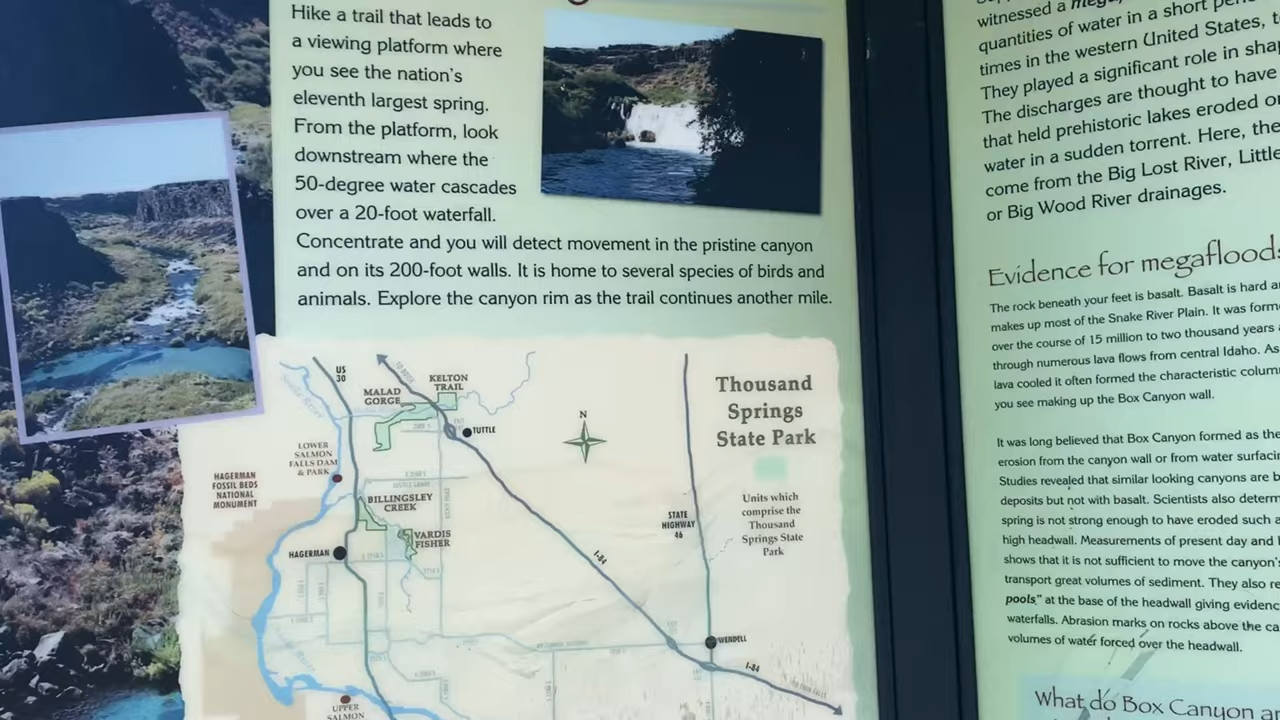 Hike a trail that leads to
a viewing platform where
you see the nation's
eleventh largest spring.
From the platform, look
downstream where the
50-degree water cascades
over a 20-foot waterfall.
Concentrate and you will detect movement in the pristine canyon
and on its 200-foot walls. It is home to several species of birds and
animals. Explore the canyon rim as the trail continues another mile.
US
30
MALAD
GORGE
KELTON
TRAIL
TUTTLE
N
Thousand
Springs
State Park
Units which
comprise the
Thousand
Springs State
Park
LOWER
SALMON
FALLS DAM
& PARK
HAGERMAN
FOSSIL BEDS
NATIONAL
MONUMENT
BILLINGSLEY
CREEK
VARDIS
FISHER
HAGERMAN
STATE
HIGHWAY
46
I-84
WENDELL
I-84
UPPER
SALMON
witnessed a
quantities of water in a short
times in the western United States,
They played a significant role in
The discharges are thought to have
that held prehistoric lakes eroded
water in a sudden torrent. Here,
come from the Big Lost River,
or Big Wood River drainages.
Evidence for megafloods
The rock beneath your feet is basalt. Basalt is hard
makes up most of the Snake River Plain. It was
over the course of 15 million to two thousand years
through numerous lava flows from central Idaho. As
lava cooled it often formed the characteristic
you see making up the Box Canyon wall.
It was long believed that Box Canyon formed as the
erosion from the canyon wall or from water
Studies revealed that similar looking canyons are
deposits but not with basalt. Scientists also
spring is not strong enough to have eroded such
high headwall. Measurements of present day and
shows that it is not sufficient to move the canyon's
transport great volumes of sediment. They also
pools," at the base of the headwall giving
waterfalls. Abrasion marks on rocks above the
volumes of water forced over the headwall.
What do Box Canyon